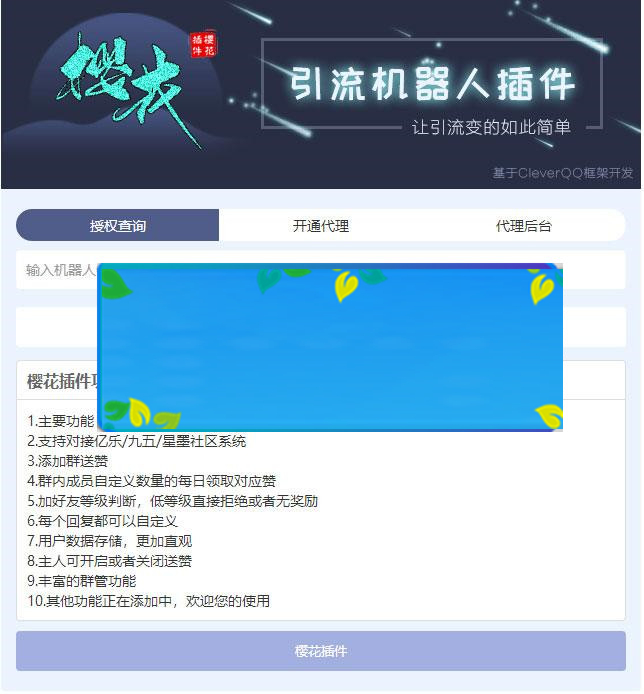 樱花
樱花
插件
引流机器人插件
让引流变的如此简单
基于CleverQQ框架开发
授权查询
开通代理
代理后台
输入机器人
樱花插件
1.主要功能
2.支持对接亿乐/九五/星墨社区系统
3.添加群送赞
4.群内成员自定义数量的每日领取对应赞
5.加好友等级判断，低等级直接拒绝或者无奖励
6.每个回复都可以自定义
7.用户数据存储，更加直观
8.主人可开启或者关闭送赞
9.丰富的群管功能
10.其他功能正在添加中，欢迎您的使用
樱花插件